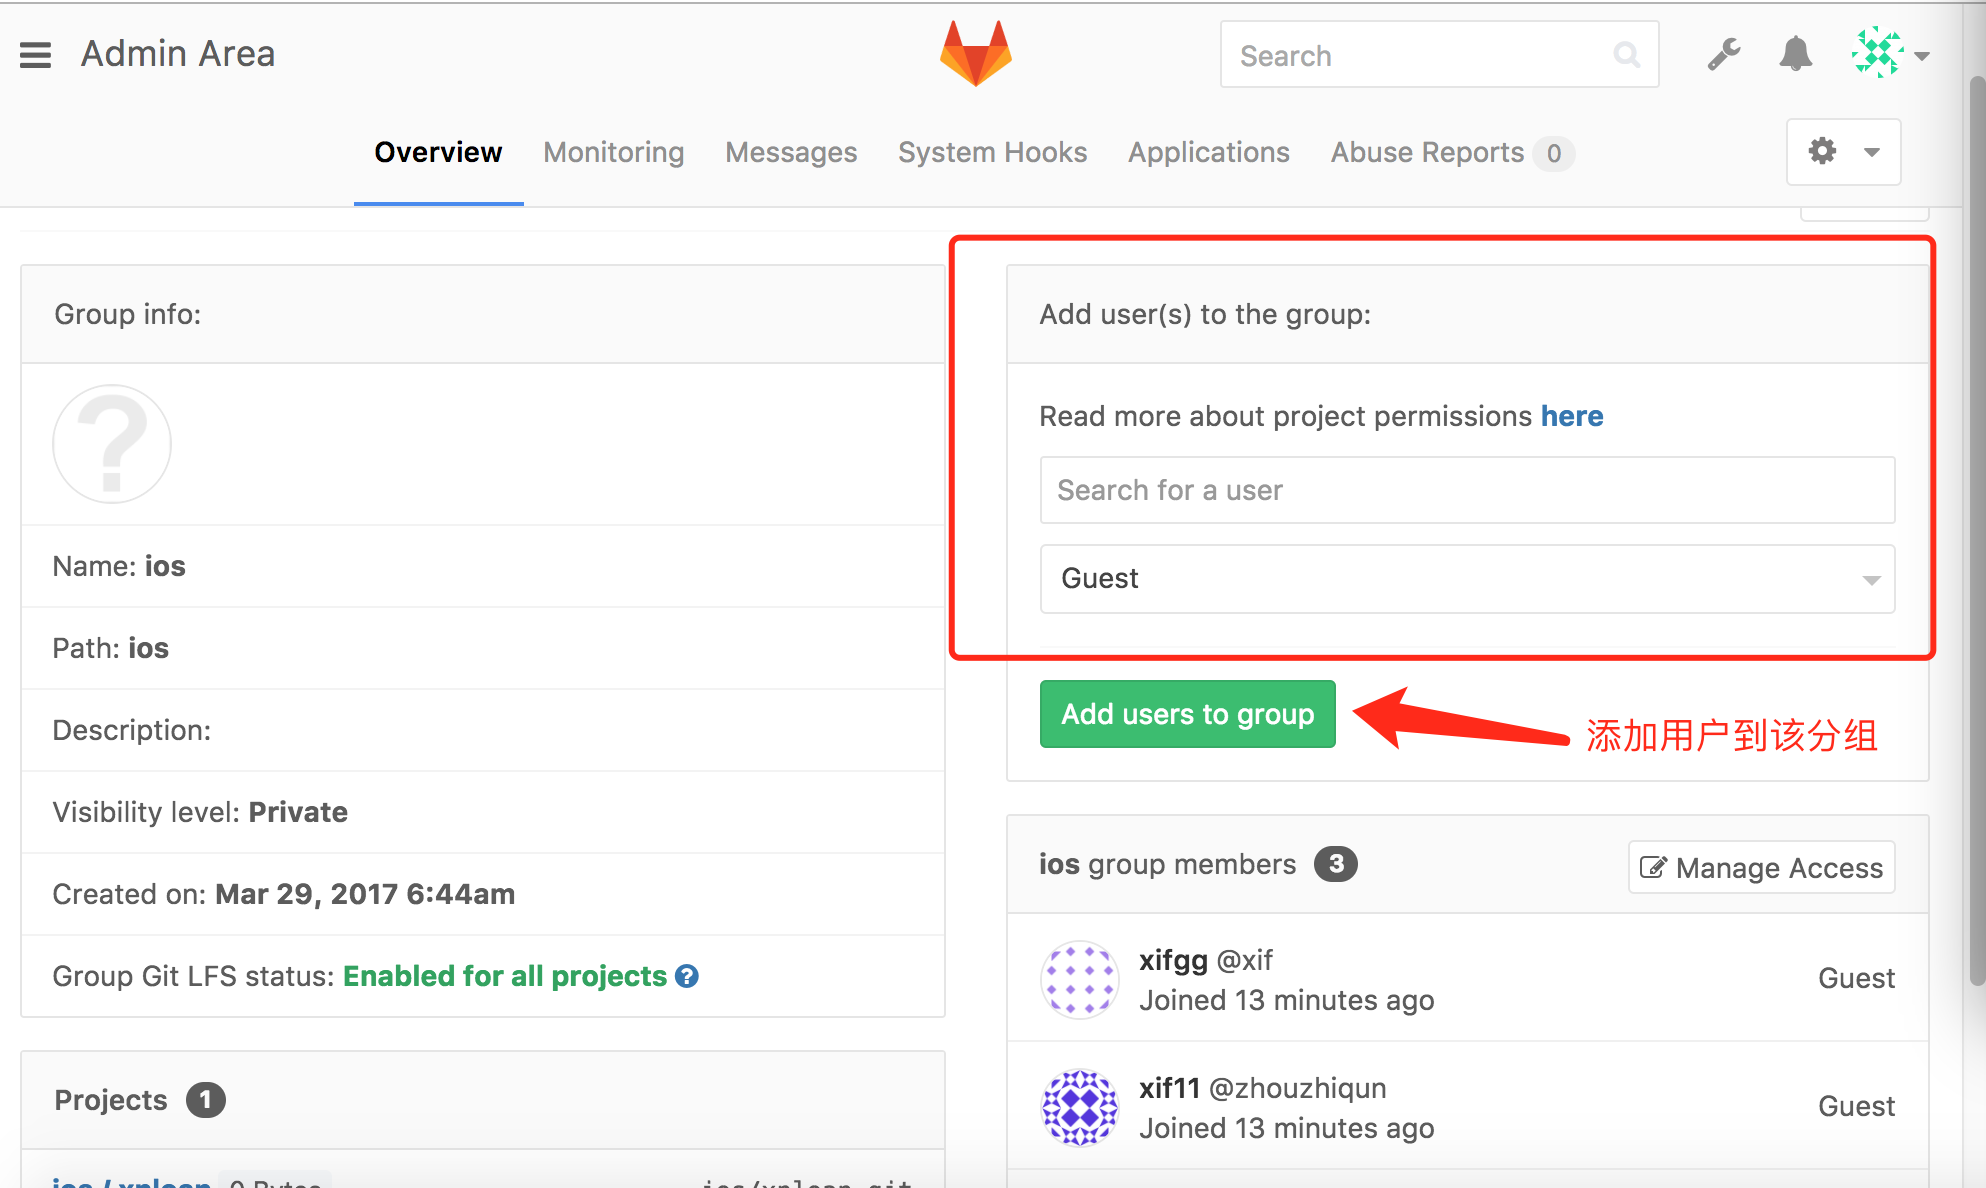 Admin Area
Search
Overview Monitoring Messages System Hooks Applications Abuse Reports 0
Group info:
Name: ios
Path: ios
Description:
Visibility level: Private
Created on: Mar 29, 2017 6:44am
Group Git LFS status: Enabled for all projects ?
Projects 1
0 Bytes
Add user(s) to the group:
Read more about project permissions here
Search for a user
Guest
Add users to group
添加用户到该分组
ios group members 3
Manage Access
xifgg @xif
Joined 13 minutes ago
Guest
xif11 @zhouzhiqun
Joined 13 minutes ago
Guest